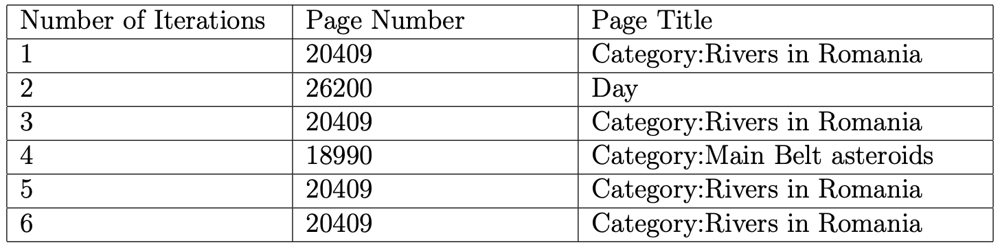 Number of Iterations Page Number Page Title
1 20409 Category:Rivers in Romania
2 26200 Day
3 20409 Category:Rivers in Romania
4 18990 Category:Main Belt asteroids
5 20409 Category:Rivers in Romania
6 20409 Category:Rivers in Romania